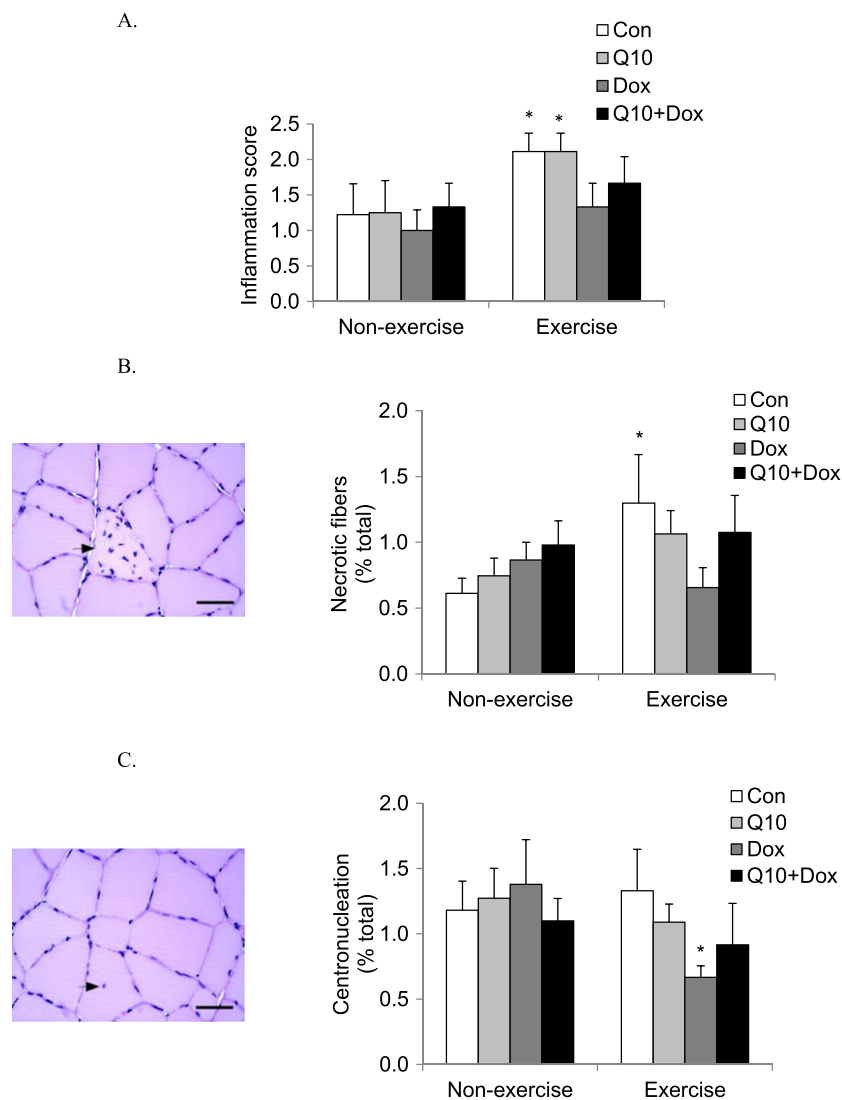 A.
Con
Q10
Dox
Q10+Dox
* *
2.5
2.0
1.5
1.0
0.5
0.0
Inflammation score
Non-exercise Exercise
B.
Con
Q10
Dox
Q10+Dox
*
2.0
1.5
1.0
0.5
0.0
Necrotic fibers
(% total)
Non-exercise Exercise
C.
Con
Q10
Dox
Q10+Dox
*
2.0
1.5
1.0
0.5
0.0
Centronucleation
(% total)
Non-exercise Exercise